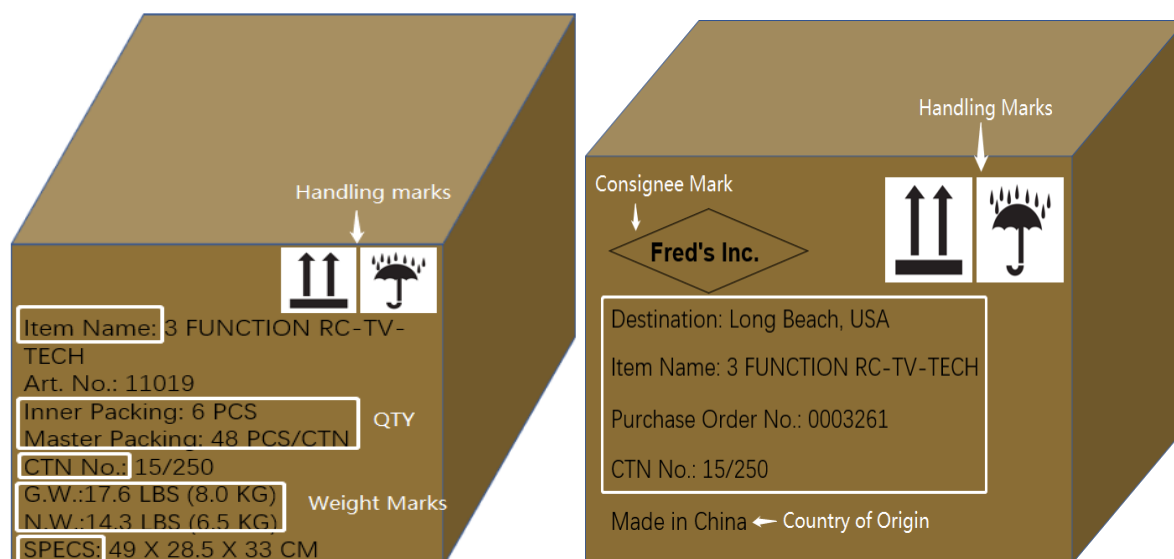 Handling marks
Item Name: 3 FUNCTION RC-TV-
TECH
Art. No.: 11019
Inner Packing: 6 PCS
Master Packing: 48 PCS/CTN
QTY
CTN No.: 15/250
G.W.:17.6 LBS (8.0 KG)
N.W.:14.3 LBS (6.5 KG)
Weight Marks
SPECS: 49 X 28.5 X 33 CM
Handling Marks
Consignee Mark
Fred's Inc.
Destination: Long Beach, USA
Item Name: 3 FUNCTION RC-TV-TECH
Purchase Order No.: 0003261
CTN No.: 15/250
Made in China
Country of Origin